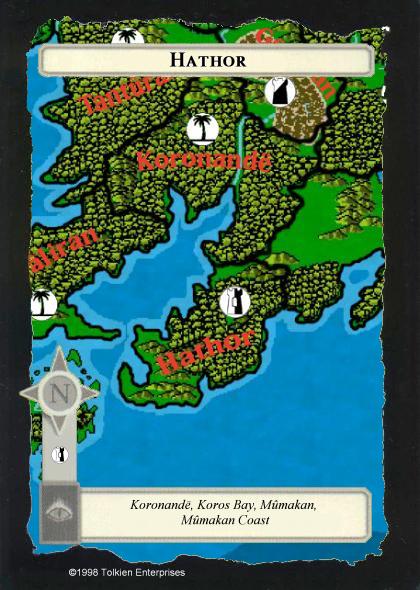 HATHOR
Koronandë
Hathor
N
Koronandë, Koros Bay, Mûmakan,
Mûmakan Coast
©1998 Tolkien Enterprises